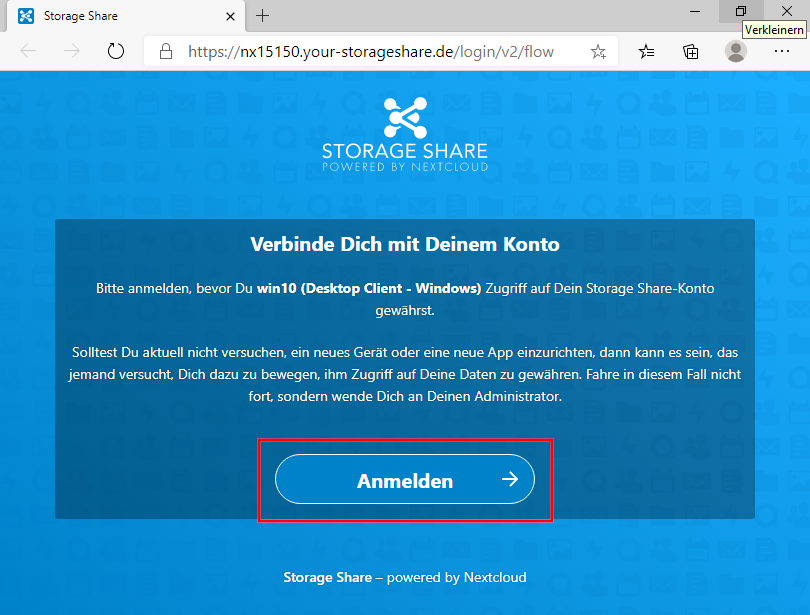 Storage Share
Verkleinern
https://nx15150.your-storageshare.de/login/v2/flow
STORAGE SHARE
POWERED BY NEXTCLOUD
Verbinde Dich mit Deinem Konto
Bitte anmelden, bevor Du win10 (Desktop Client - Windows) Zugriff auf Dein Storage Share-Konto
gewährst.
Solltest Du aktuell nicht versuchen, ein neues Gerät oder eine neue App einzurichten, dann kann es sein, das
jemand versucht, Dich dazu zu bewegen, ihm Zugriff auf Deine Daten zu gewähren. Fahre in diesem Fall nicht
fort, sondern wende Dich an Deinen Administrator.
Anmelden
Storage Share – powered by Nextcloud